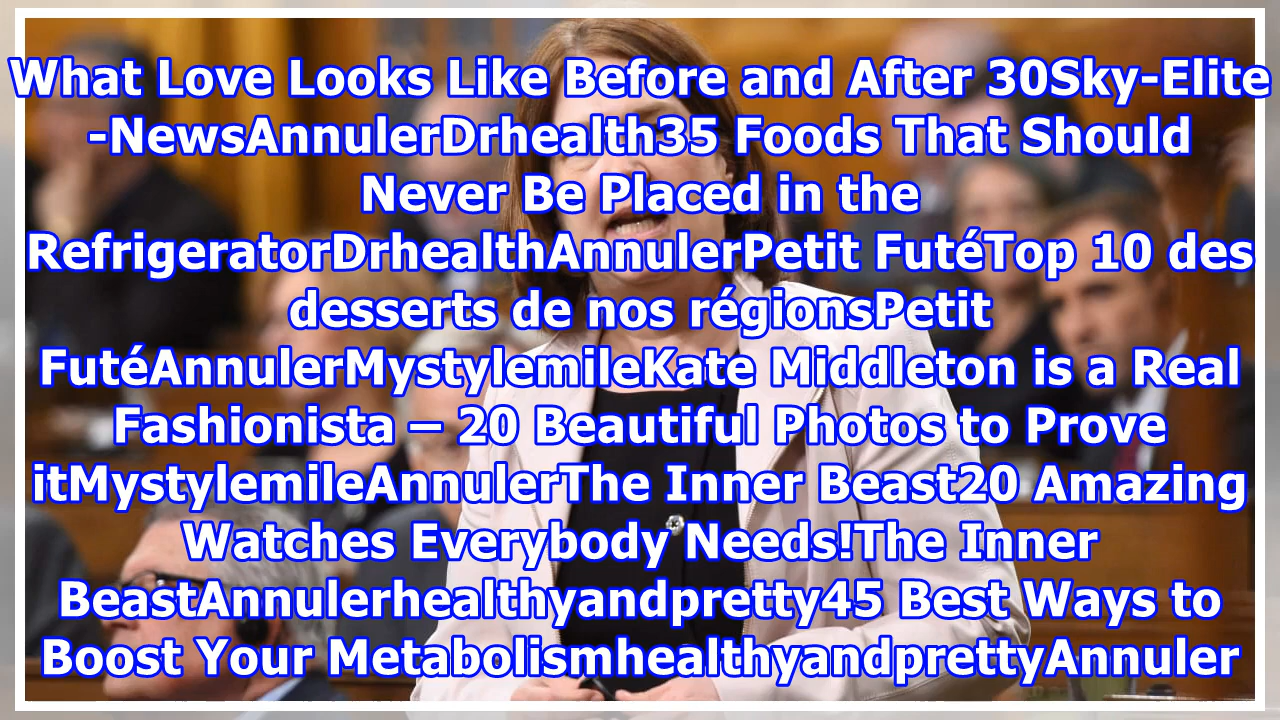 What Love Looks Like Before and After 30Sky-Elite
-NewsAnnulerDrhealth35 Foods That Should
Never Be Placed in the
RefrigeratorDrhealthAnnulerPetit FutéTop 10 des
desserts de nos régionsPetit
FutéAnnulerMystylemileKate Middleton is a Real
Fashionista – 20 Beautiful Photos to Prove
itMystylemileAnnulerThe Inner Beast20 Amazing
Watches Everybody Needs!The Inner
BeastAnnulerhealthyandpretty45 Best Ways to
Boost Your MetabolismhealthyandprettyAnnuler